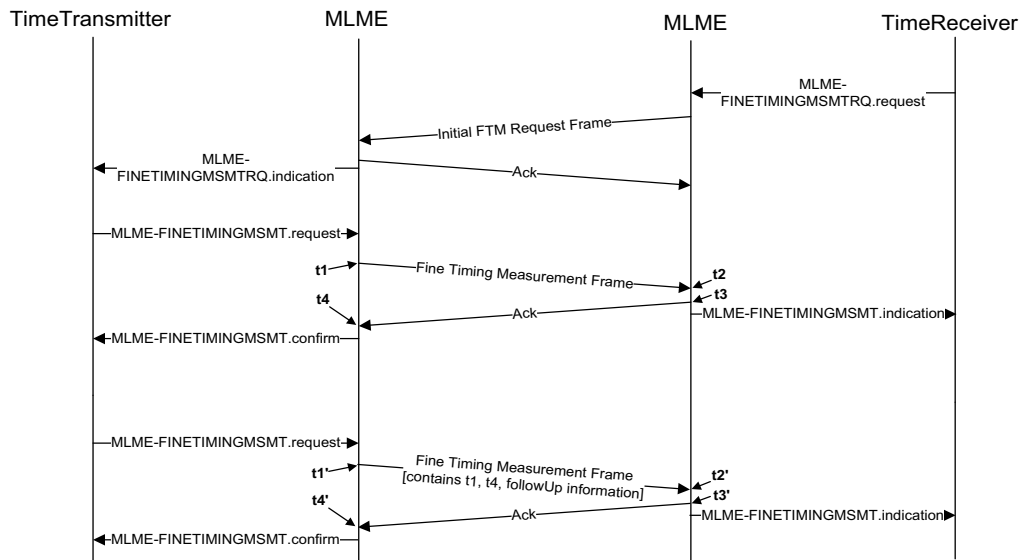 TimeTransmitter
MLME
MLME
TimeReceiver
MLME-
FINETIMINGMSMTRQ.request
Initial FTM Request Frame
MLME-
FINETIMINGMSMTRQ.indication
Ack
MLME-FINETIMINGMSMT.request
t1
Fine Timing Measurement Frame
t2
t3
t4
Ack
MLME-FINETIMINGMSMT.indication
MLME-FINETIMINGMSMT.confirm
MLME-FINETIMINGMSMT.request
t1'
Fine Timing Measurement Frame
[contains t1, t4, followUp information]
t2'
t3'
t4'
Ack
MLME-FINETIMINGMSMT.indication
MLME-FINETIMINGMSMT.confirm